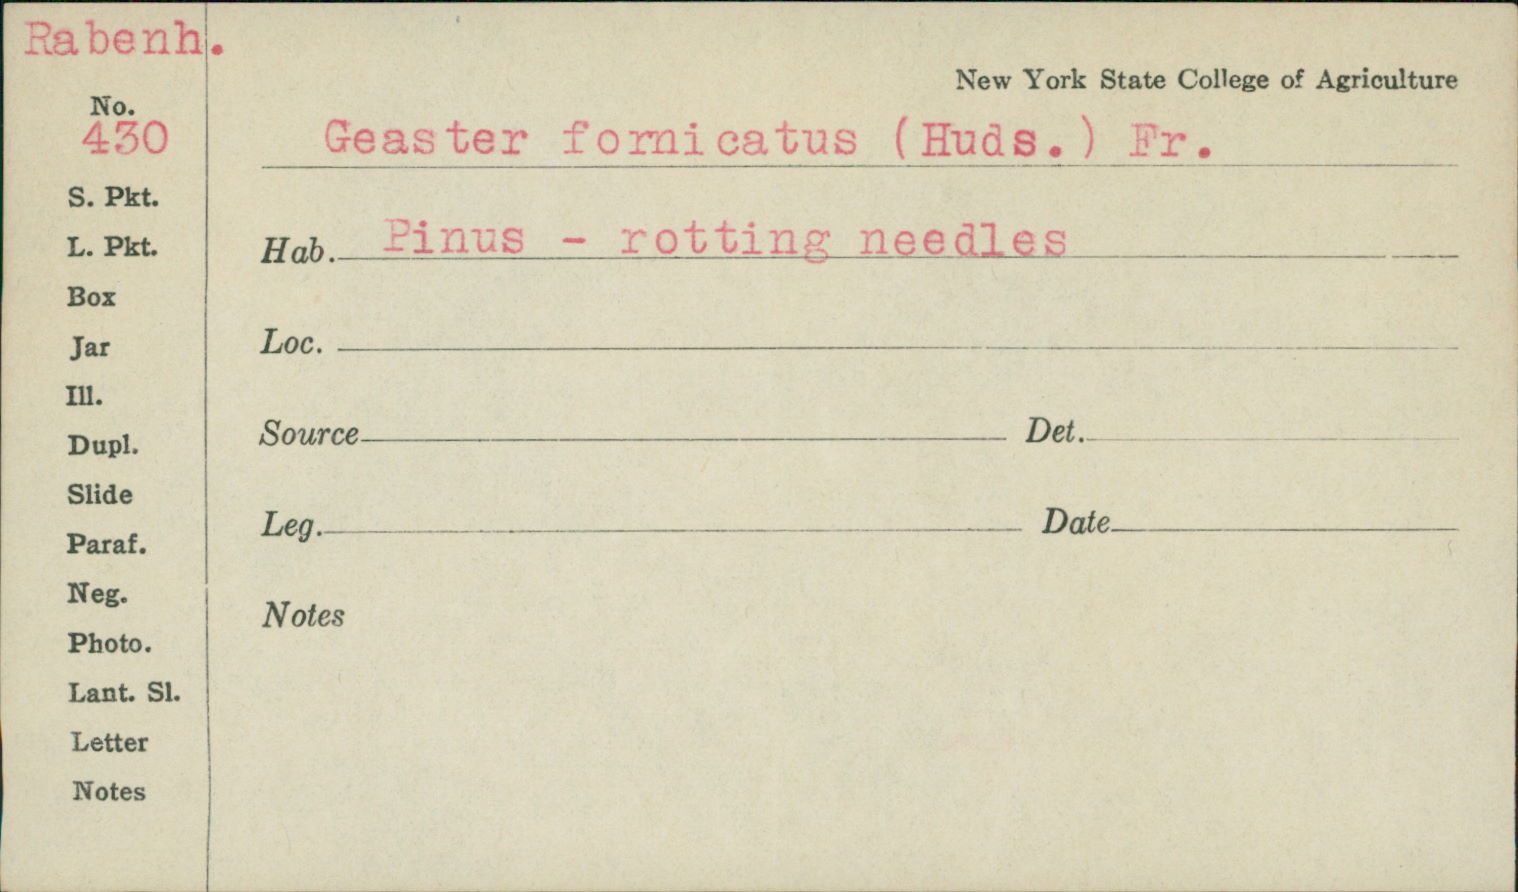 Rabenh.
New York State College of Agriculture
No.
430
Geaster fornicatus (Huds.) Fr.
S. Pkt.
L. Pkt.
Hab. Pinus - rotting needles
Box
Jar
Loc.
Ill.
Dupl.
Source Det.
Slide
Leg. Date
Paraf.
Neg.
Notes
Photo.
Lant. Sl.
Letter
Notes